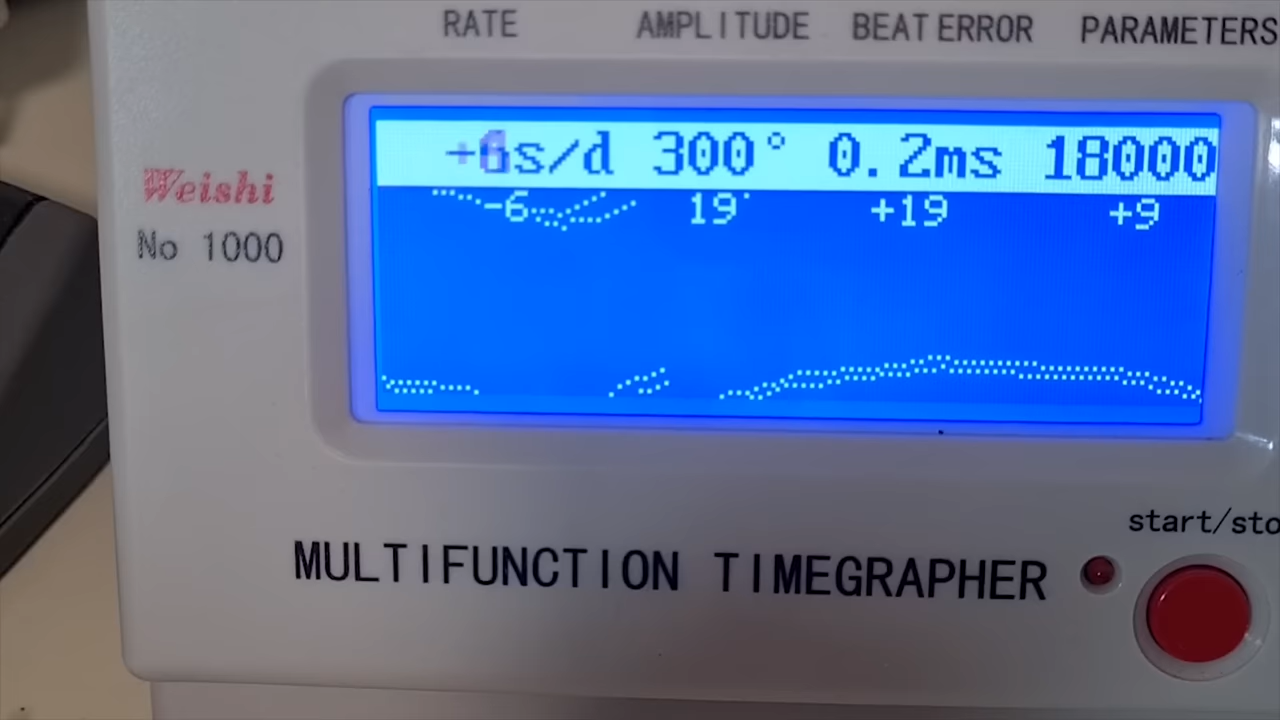 RATE AMPLITUDE BEAT ERROR PARAMETERS
+6s/d 300° 0.2ms 18000
-6 19° +19 +9
Weishi
No 1000
start/sto
MULTIFUNCTION TIMEGRAPHER